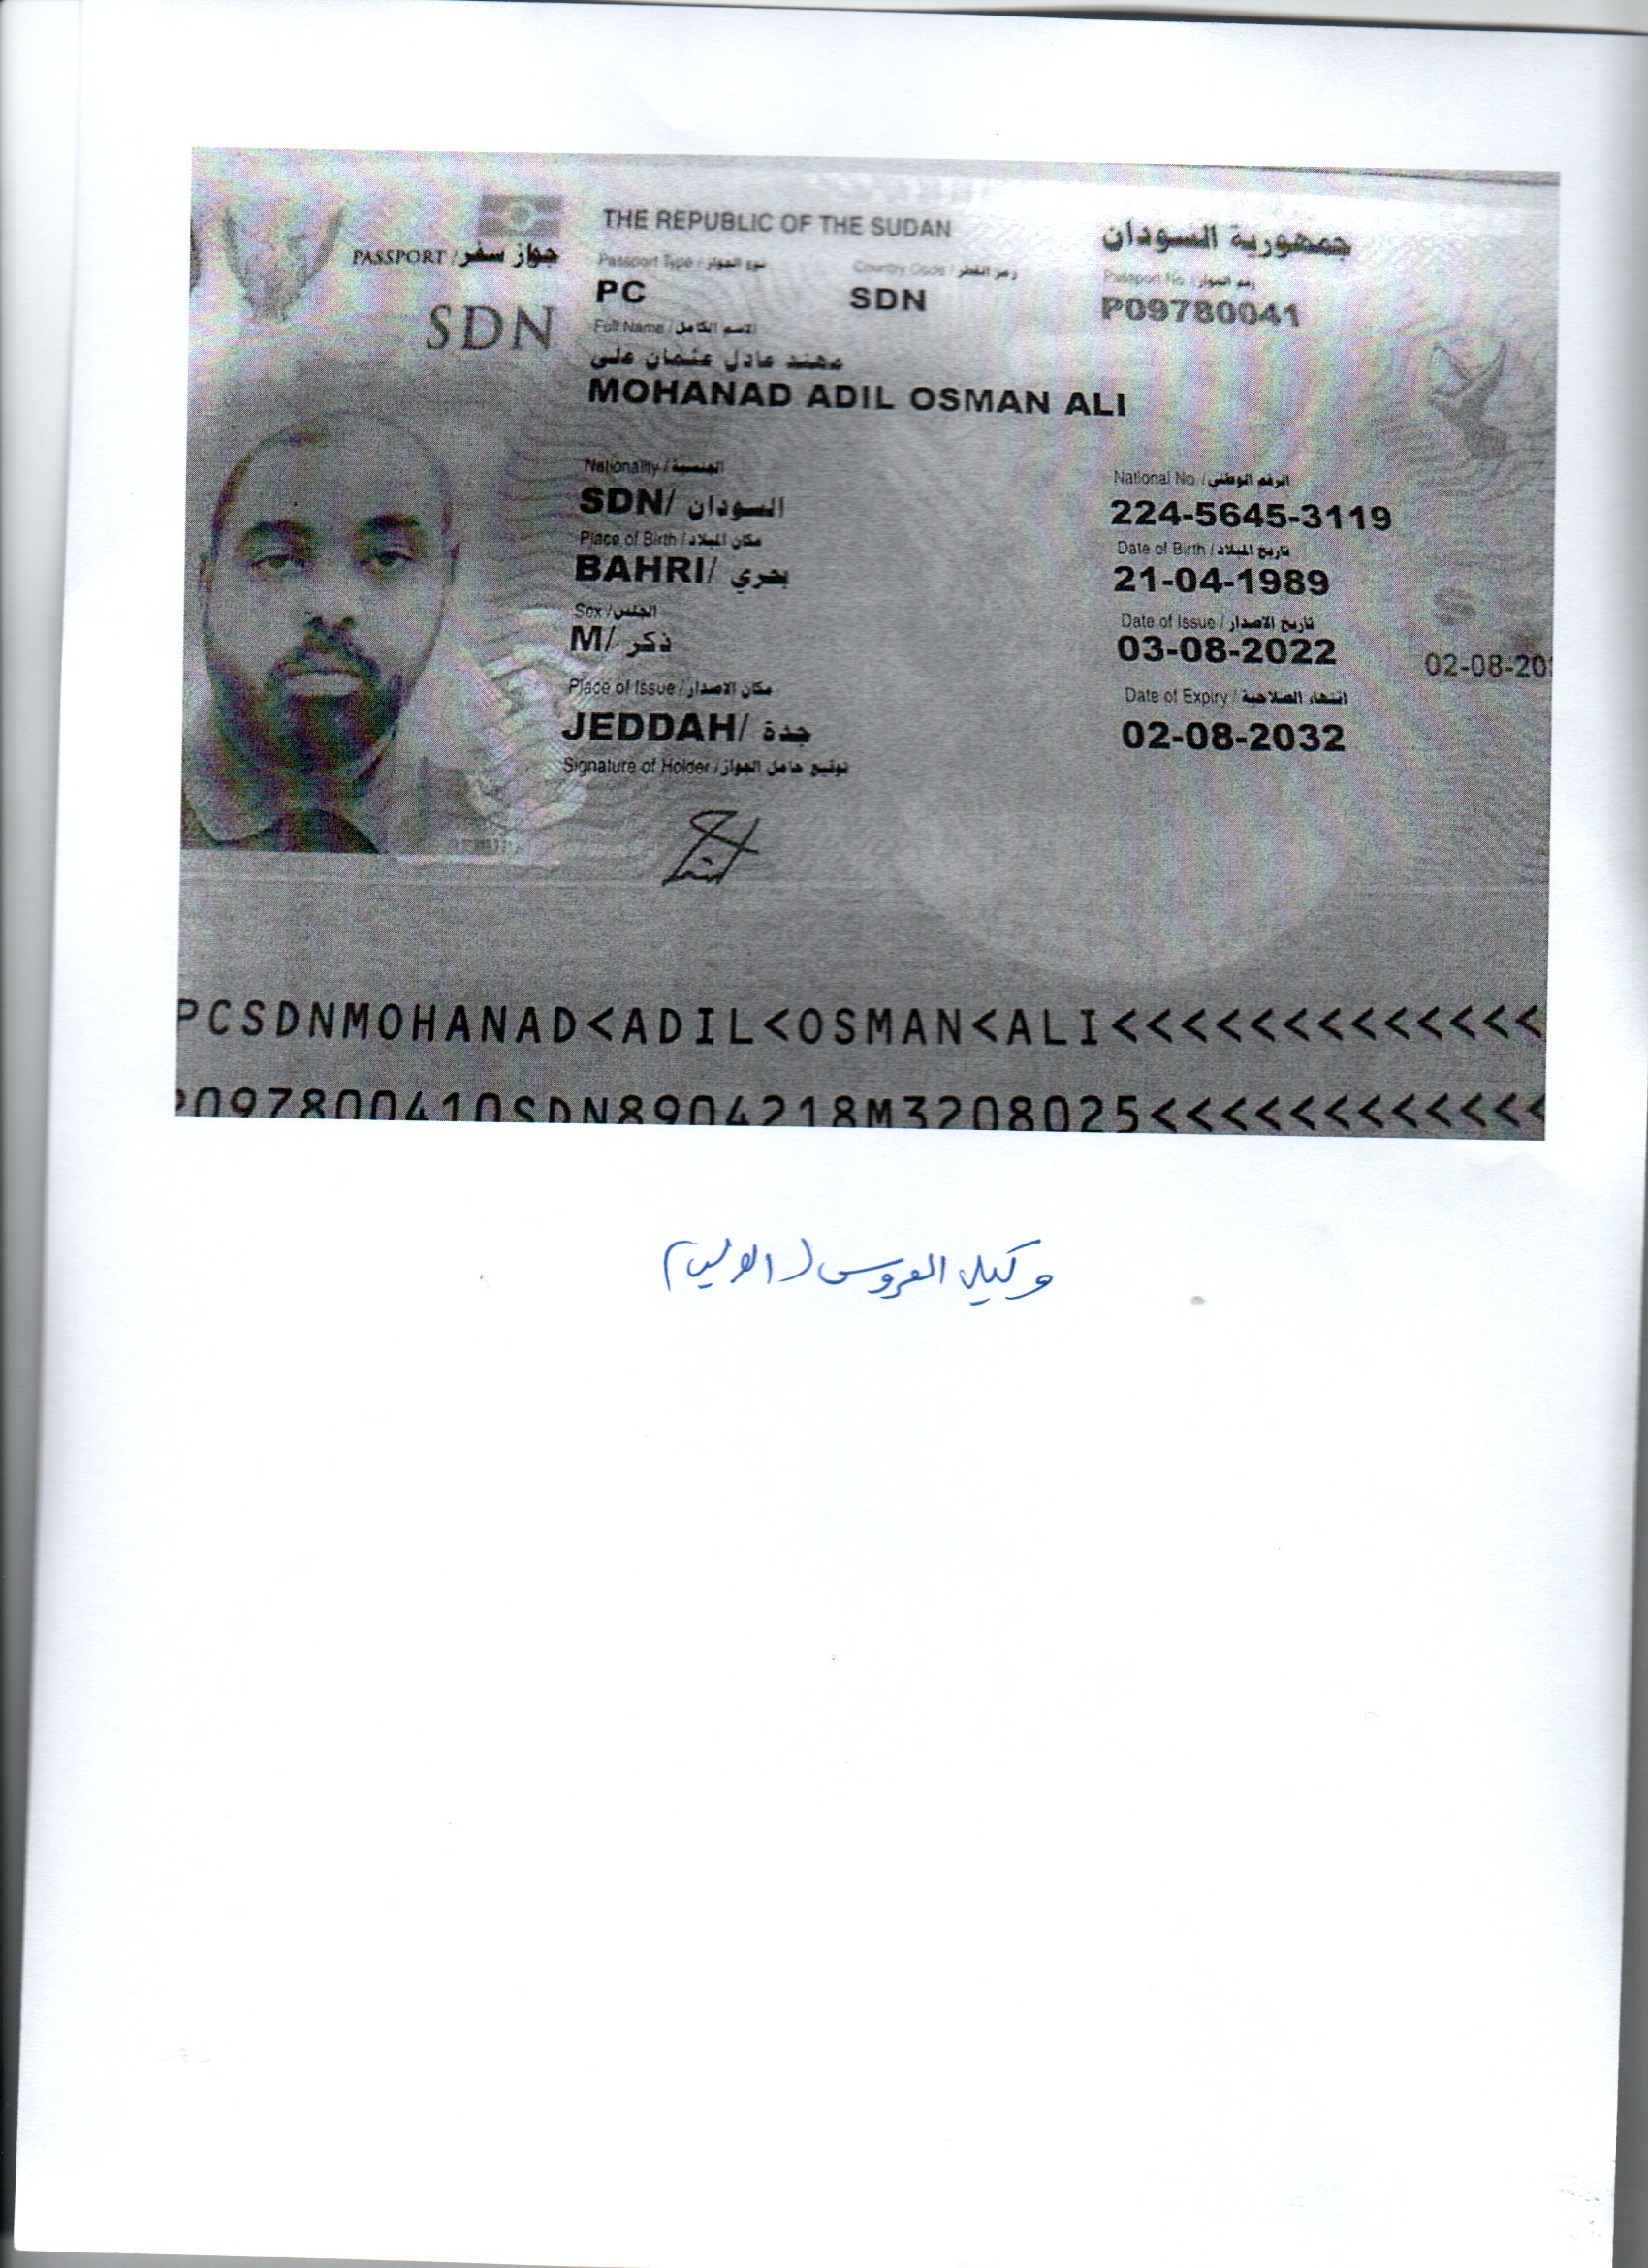 THE REPUBLIC OF THE SUDAN
جمهورية السودان
PASSPORT / جواز سفر
Passport Type / نوع الجواز
Country Code / رمز القطر
Passport No. / رقم الجواز
PC
SDN
P09780041
SDN
Full Name / الاسم الكامل
مهند عادل عثمان على
MOHANAD ADIL OSMAN ALI
Nationality / الجنسية
National No. / الرقم الوطني
SDN/ السودان
224-5645-3119
Place of Birth / مكان الميلاد
Date of Birth / تاريخ الميلاد
BAHRI/ بحري
21-04-1989
Sex / الجنس
Date of Issue / تاريخ الاصدار
M/ ذكر
03-08-2022
02-08-20
Place of Issue / مكان الاصدار
Date of Expiry / انتهاء الصلاحية
JEDDAH/ جدة
02-08-2032
Signature of Holder / توقيع حامل الجواز
PCSDNMOHANAD<ADIL<OSMAN<ALI<<<<<<<<<<<<<
P097800410SDN8904218M3208025<<<<<<<<<<<<
وكيل العروس (الولي)